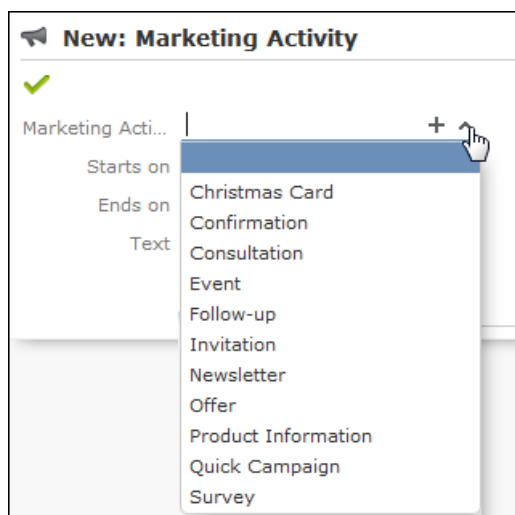 New: Marketing Activity
Marketing Acti...
Starts on
Ends on
Text
Christmas Card
Confirmation
Consultation
Event
Follow-up
Invitation
Newsletter
Offer
Product Information
Quick Campaign
Survey